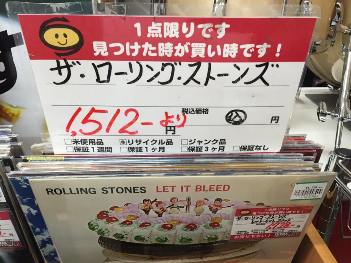 1点限りです
見つけた時が買い時です!
ザ・ローリング・ストーンズ
税込価格
1,512-より
円
円
未使用品 リサイクル品 ジャンク品
保証1週間 保証1ヶ月 保証3ヶ月 保証なし
ROLLING STONES LET IT BLEED